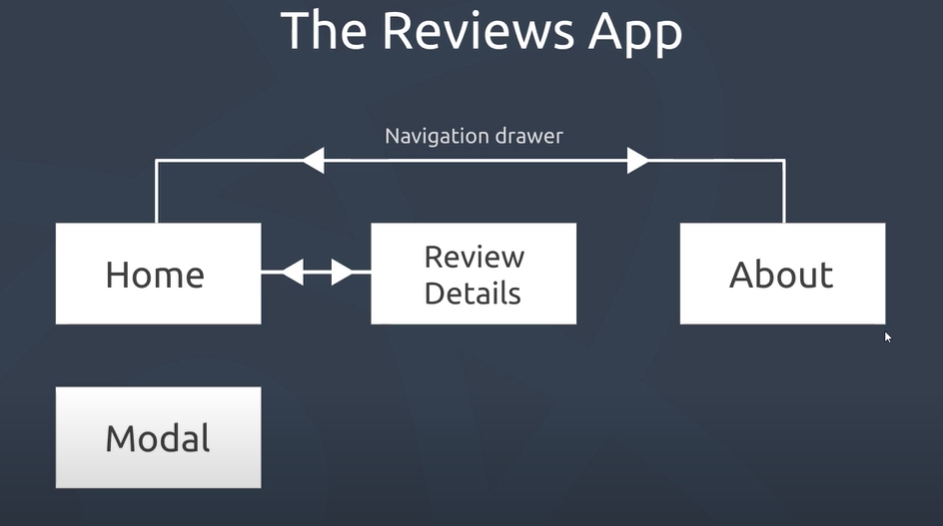 The Reviews App
Navigation drawer
Home
Review
Details
About
Modal